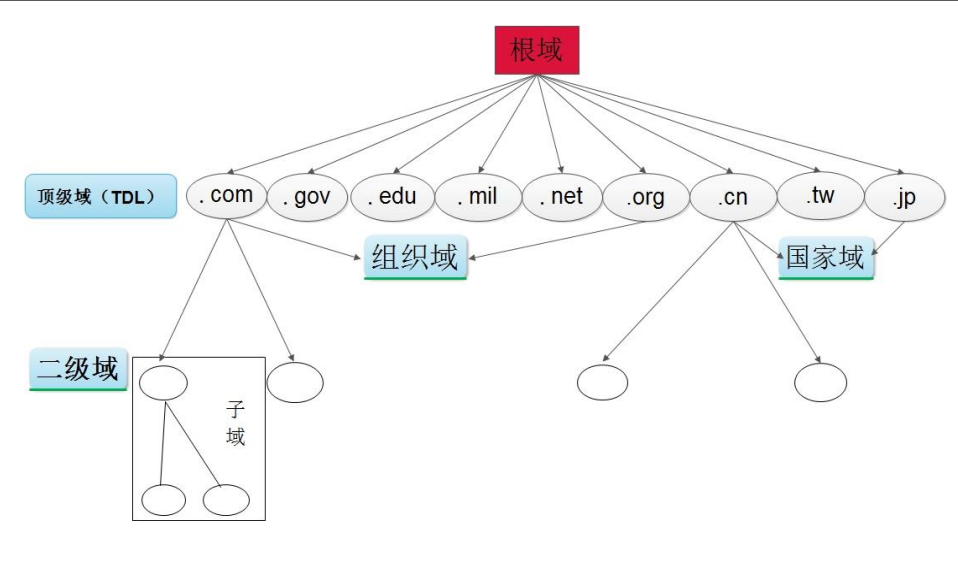 根域
顶级域（TDL）
. com
. gov
. edu
. mil
. net
.org
.cn
.tw
.jp
组织域
国家域
二级域
子
域